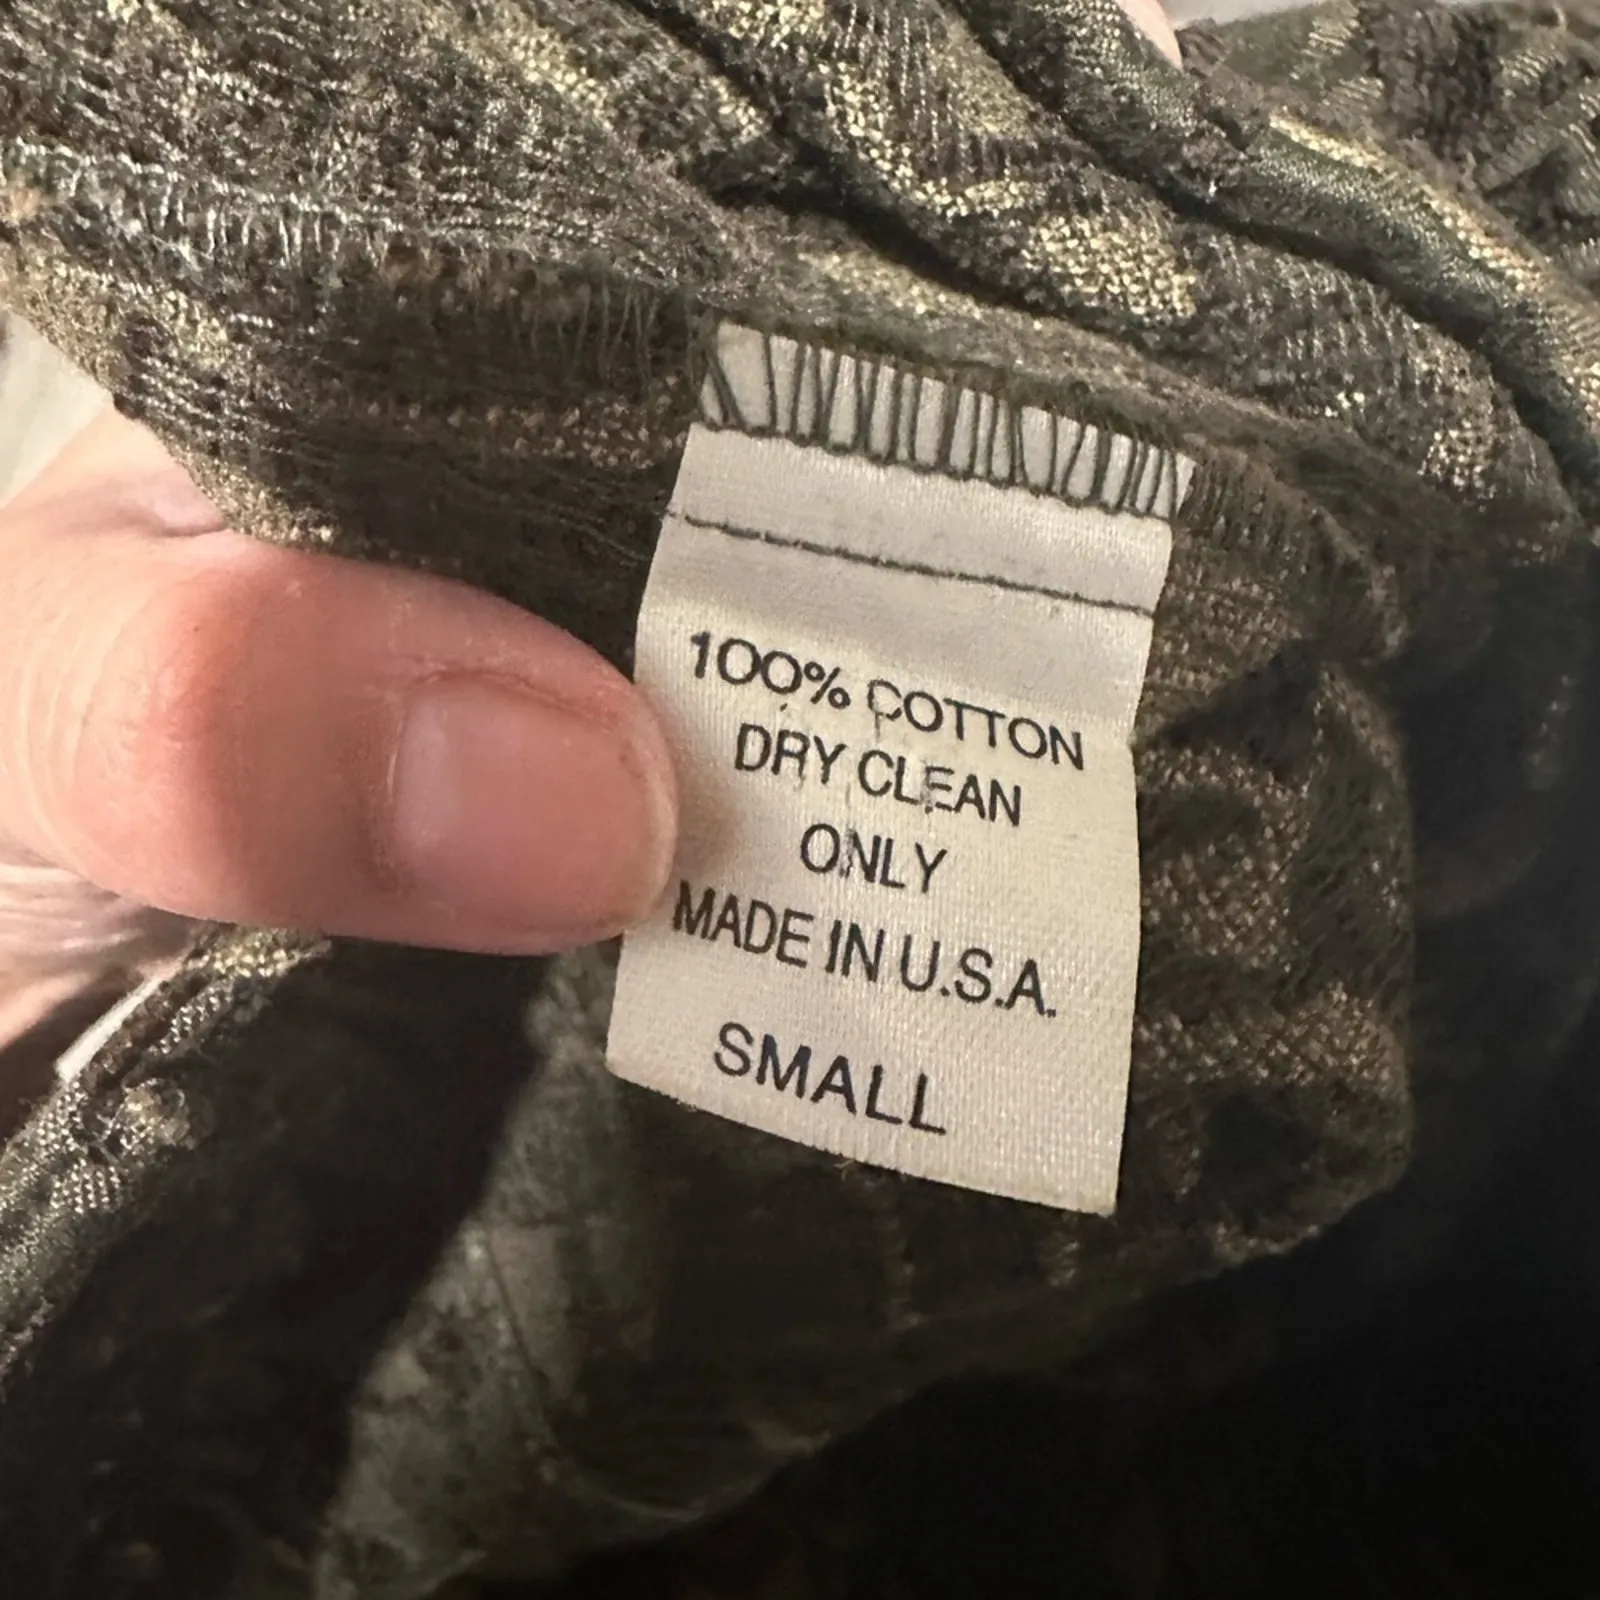 100% COTTON
DRY CLEAN
ONLY
MADE IN U.S.A.
SMALL